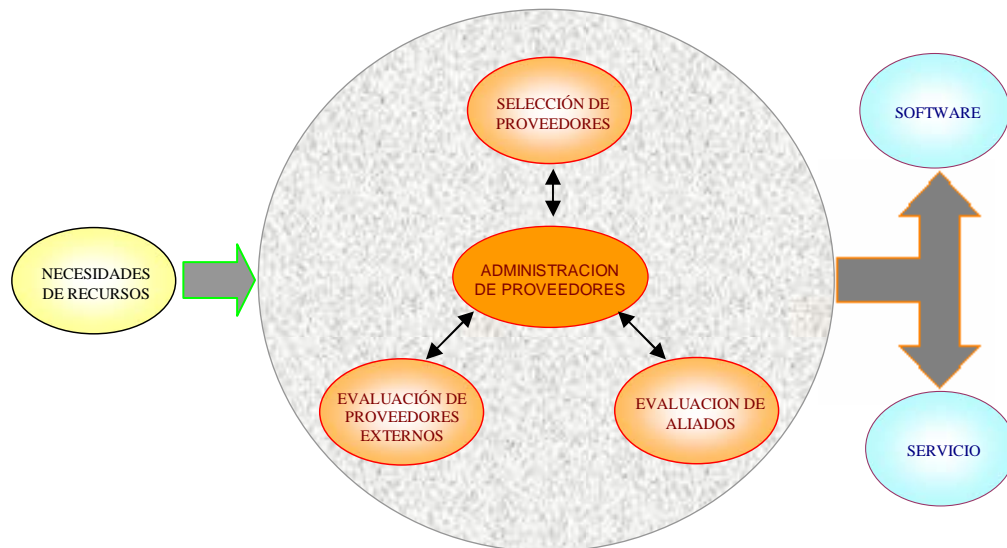 NECESIDADES
DE RECURSOS
SELECCIÓN DE
PROVEEDORES
ADMINISTRACION
DE PROVEEDORES
EVALUACIÓN DE
PROVEEDORES
EXTERNOS
EVALUACION DE
ALIADOS
SOFTWARE
SERVICIO